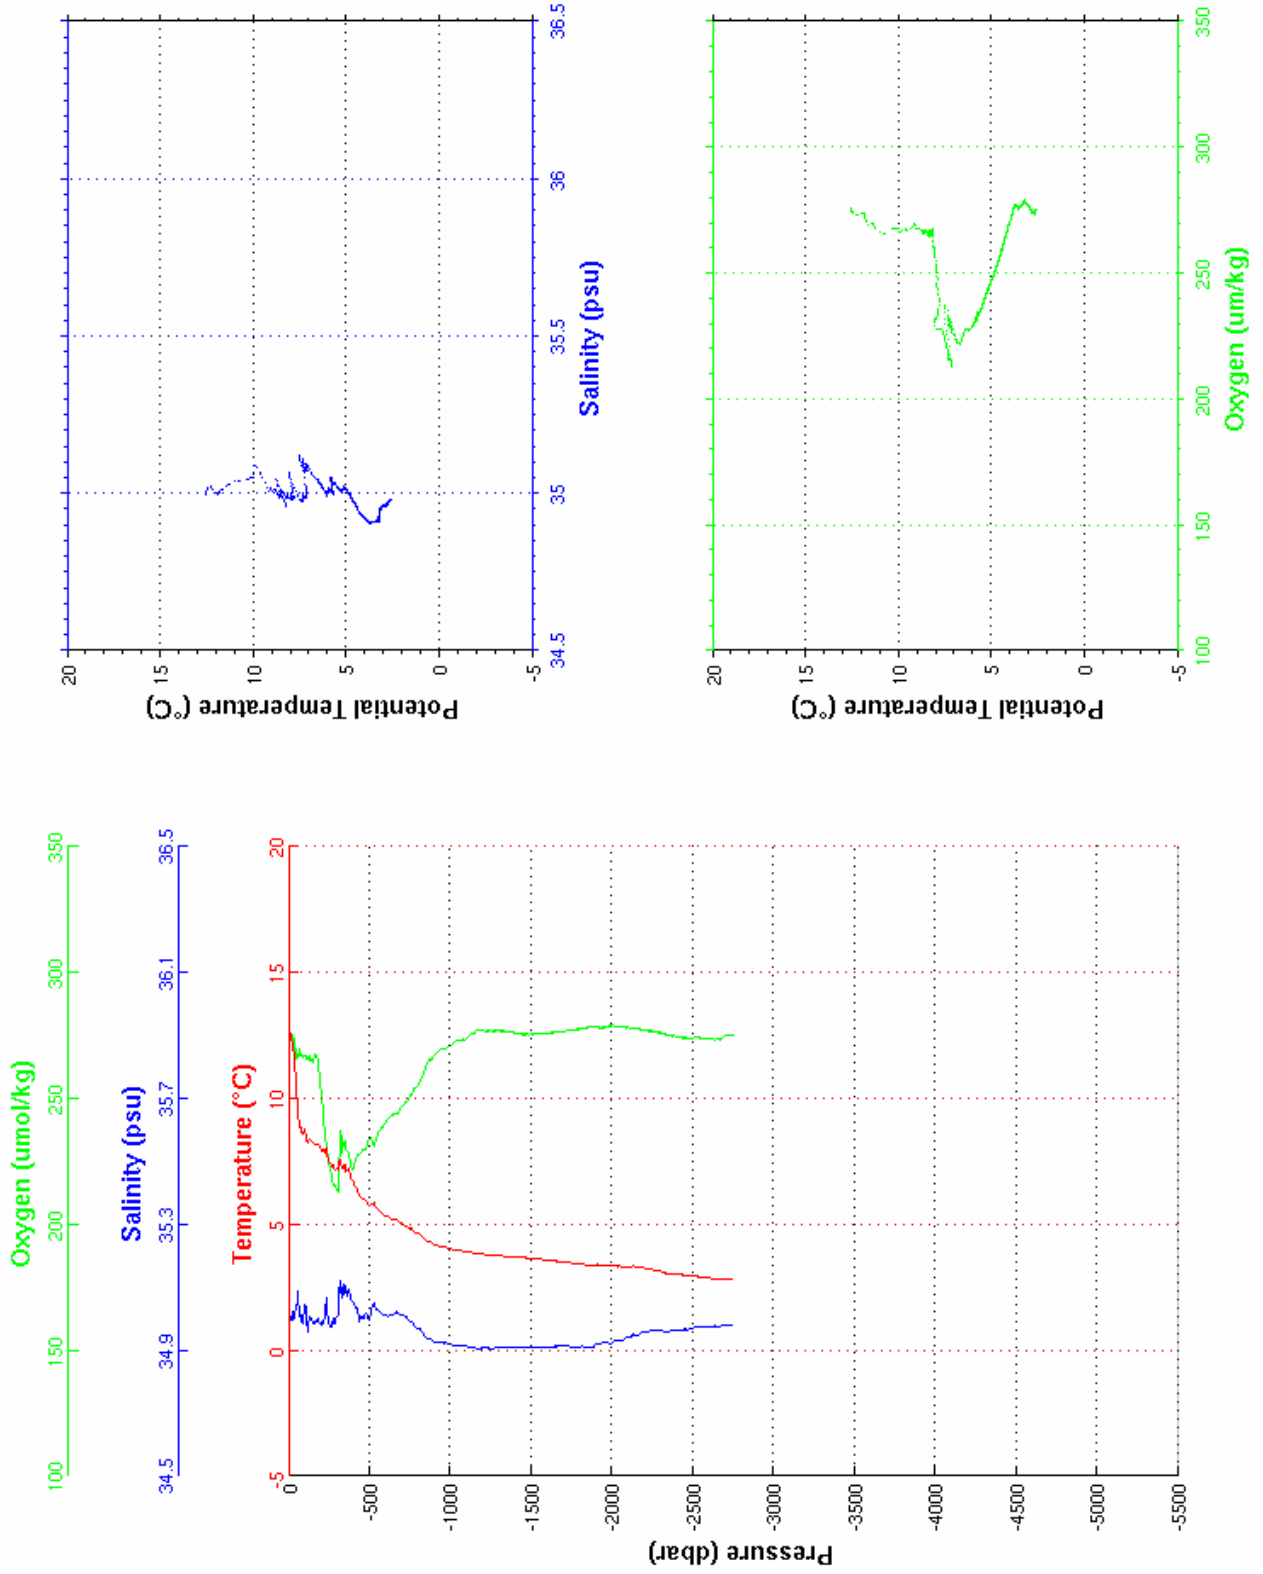 Oxygen (umol/kg)
100 150 200 250 300 350
Salinity (psu)
34.5 34.9 35.3 35.7 36.1 36.5
Temperature (°C)
-5 0 5 10 15 20
0
-500
-1000
-1500
-2000
-2500
-3000
-3500
-4000
-4500
-5000
-5500
Pressure (dbar)
20
15
10
5
0
-5
Potential Temperature (°C)
34.5 35 35.5 36 36.5
Salinity (psu)
20
15
10
5
0
-5
Potential Temperature (°C)
100 150 200 250 300 350
Oxygen (um/kg)